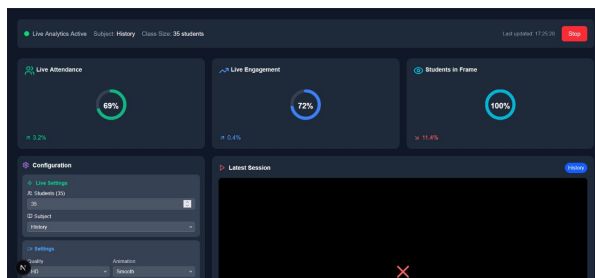 Live Analytics Active Subject: History Class Size: 35 students Last updated: 17:25:20 Stop
Live Attendance
69%
3.2%
Live Engagement
72%
0.4%
Students in Frame
100%
11.4%
Configuration
Live Settings
Students (35)
35
Subject
History
Settings
Quality Animation
HD Smooth
N
Latest Session History